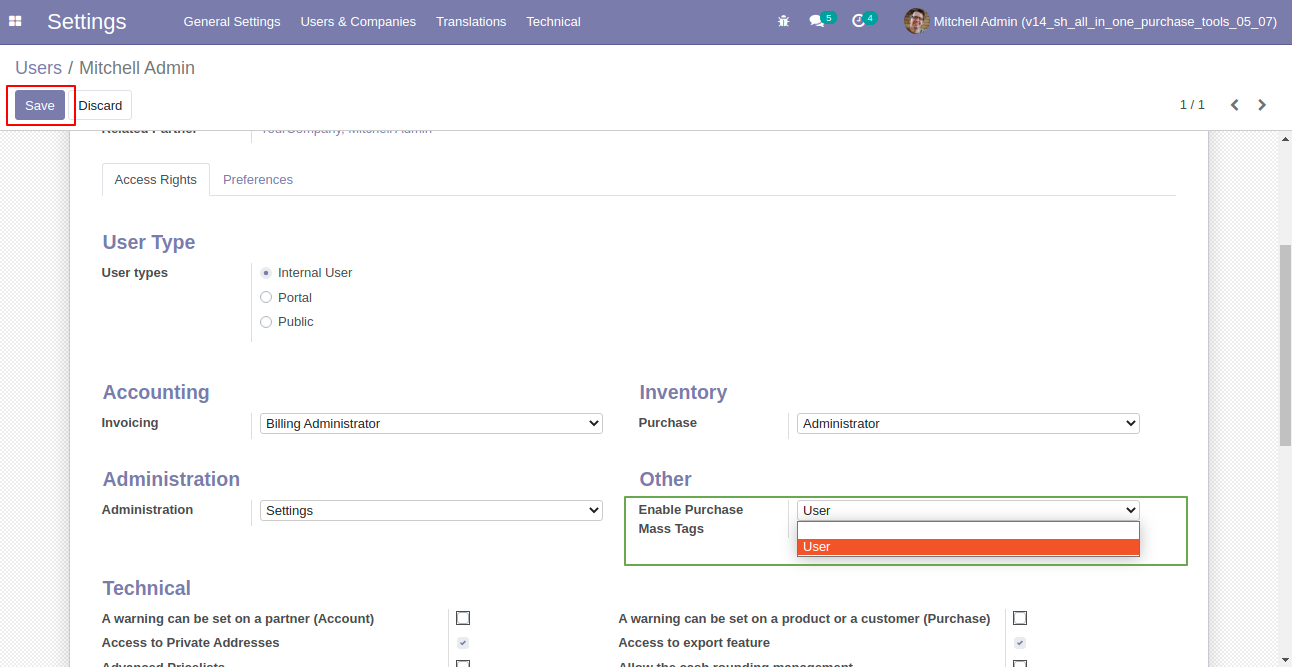 Settings General Settings Users & Companies Translations Technical 5 4 Mitchell Admin (v14_sh_all_in_one_purchase_tools_05_07)
Users / Mitchell Admin
Save Discard 1 / 1
Related Partner YourCompany, Mitchell Admin
Access Rights Preferences
User Type
User types Internal User
Portal
Public
Accounting Inventory
Invoicing Billing Administrator Purchase Administrator
Administration Other
Administration Settings Enable Purchase User
Mass Tags
User
Technical
A warning can be set on a partner (Account) A warning can be set on a product or a customer (Purchase)
Access to Private Addresses Access to export feature
Advanced Pricelists Allow the cash rounding management